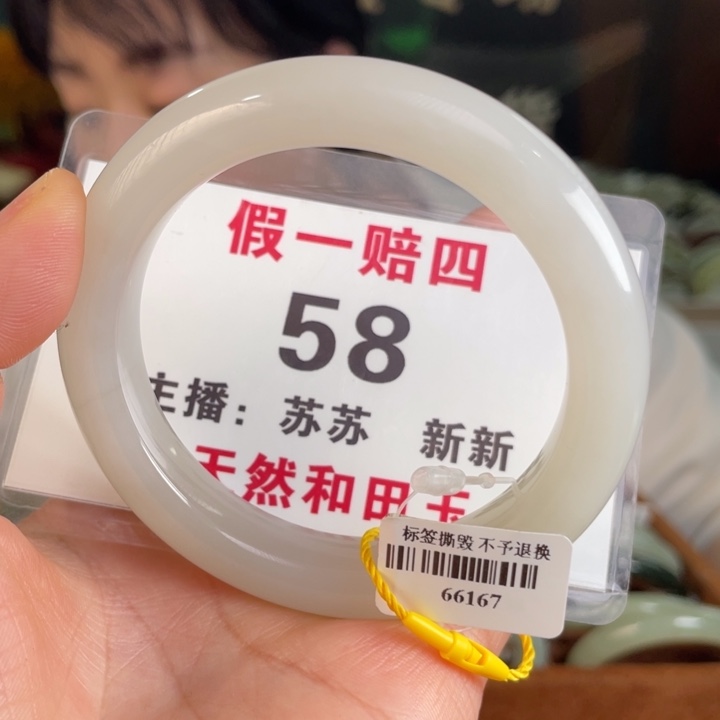 假一赔四
58
主播：苏苏 新新
天然和田玉
标签撕毁 不予退换
66167